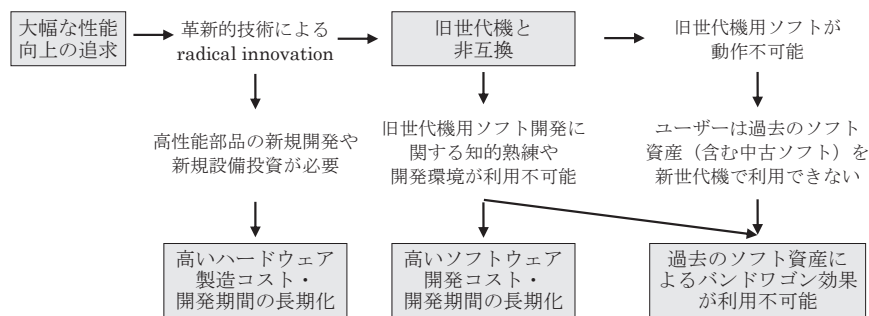 大幅な性能
向上の追求
革新的技術による
radical innovation
旧世代機と
非互換
旧世代機用ソフトが
動作不可能
高性能部品の新規開発や
新規設備投資が必要
旧世代機用ソフト開発に
関する知的熟練や
開発環境が利用不可能
ユーザーは過去のソフト
資産（含む中古ソフト）を
新世代機で利用できない
高いハードウェア
製造コスト・
開発期間の長期化
高いソフトウェア
開発コスト・
開発期間の長期化
過去のソフト資産に
よるバンドワゴン効果
が利用不可能